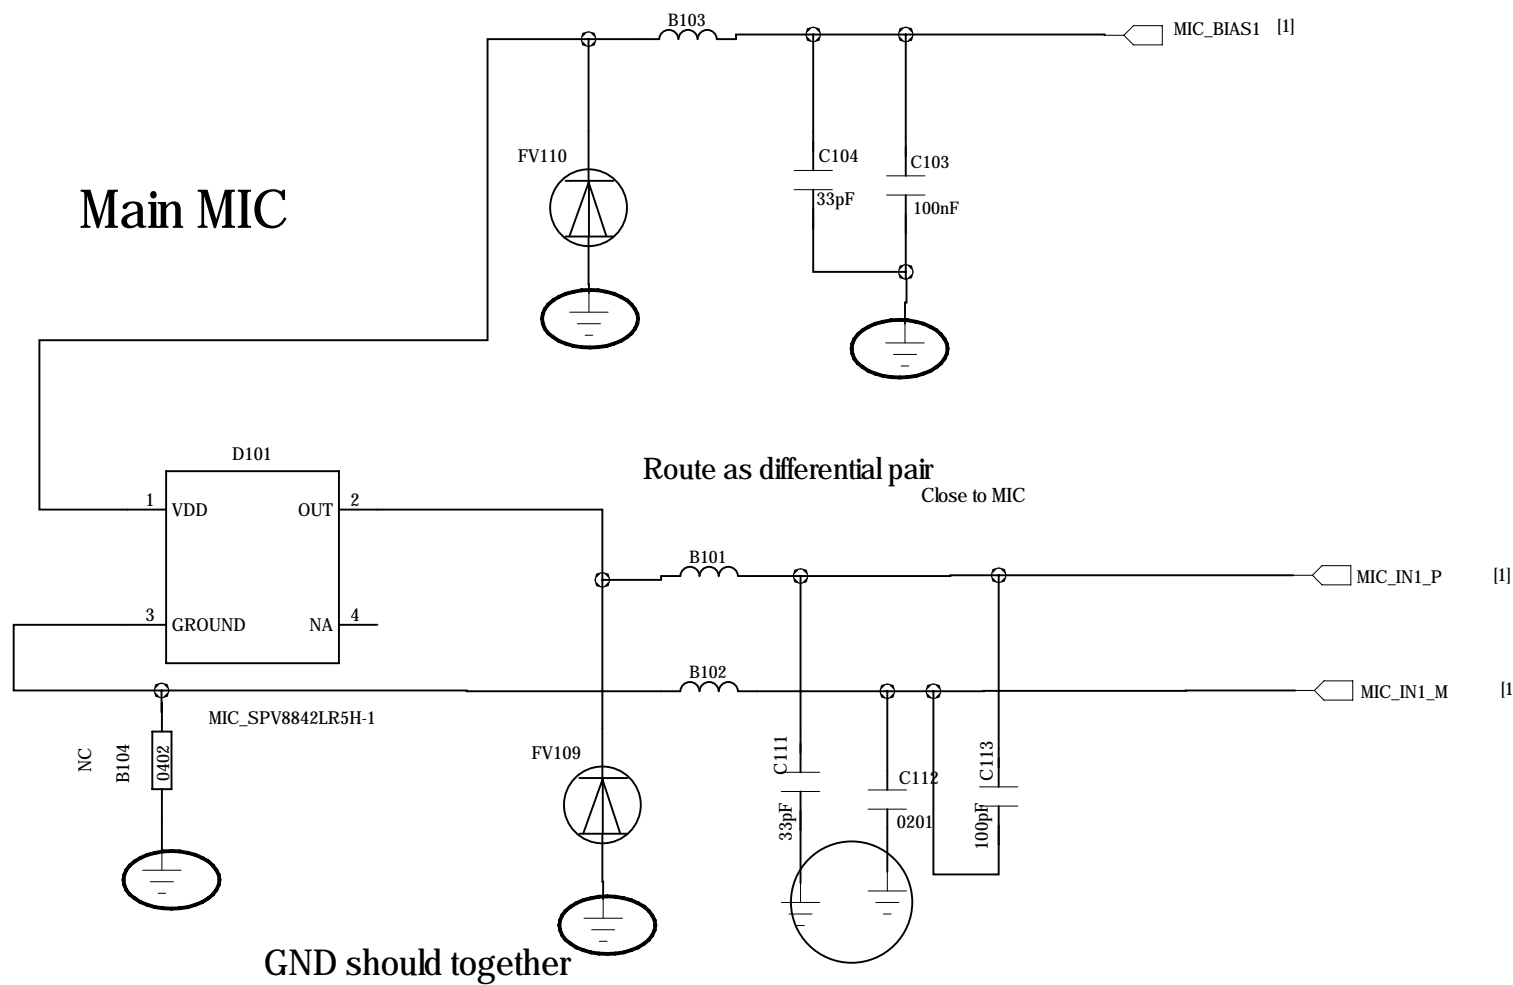 B103
MIC_BIAS1 [1]
FV110
C104
33pF
C103
100nF
Main MIC
D101
Route as differential pair
Close to MIC
1 VDD OUT 2
B101
MIC_IN1_P [1]
3 GROUND NA 4
B102
MIC_IN1_M [1
MIC_SPV8842LR5H-1
NC
B104
0402
FV109
C111
33pF
C112
0201
C113
100pF
GND should together